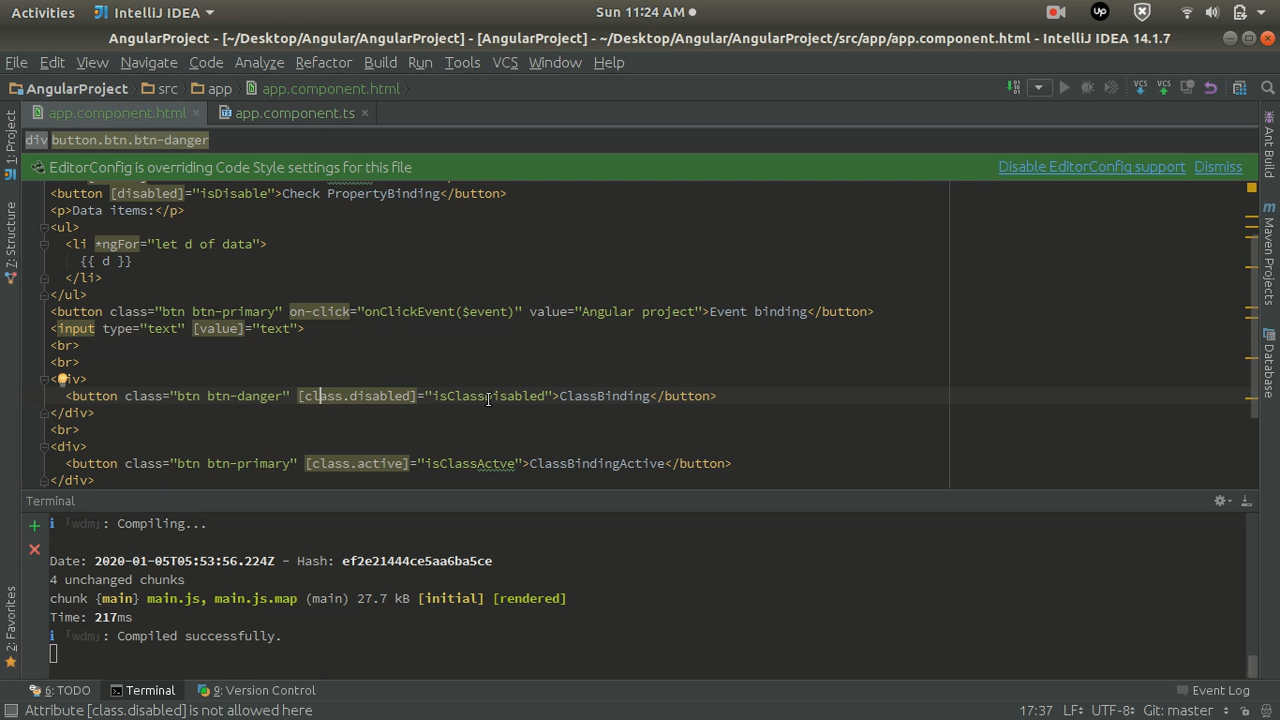 Activities IntelliJ IDEA Sun 11:24 AM up
AngularProject - [~/Desktop/Angular/AngularProject] - [AngularProject] - ~/Desktop/Angular/AngularProject/src/app/app.component.html - IntelliJ IDEA 14.1.7
File Edit View Navigate Code Analyze Refactor Build Run Tools VCS Window Help
AngularProject src app app.component.html VCS VCS
app.component.html app.component.ts
div button.btn.btn-danger
EditorConfig is overriding Code Style settings for this file Disable EditorConfig support Dismiss
<button [disabled]="isDisable">Check PropertyBinding</button>
<p>Data items:</p>
<ul>
<li *ngFor="let d of data">
{{ d }}
</li>
</ul>
<button class="btn btn-primary" on-click="onClickEvent($event)" value="Angular project">Event binding</button>
<input type="text" [value]="text">
<br>
<br>
<div>
<button class="btn btn-danger" [class.disabled]="isClassDisabled">ClassBinding</button>
</div>
<br>
<div>
<button class="btn btn-primary" [class.active]="isClassActve">ClassBindingActive</button>
</div>
Terminal
i 「wdm」: Compiling...
Date: 2020-01-05T05:53:56.224Z - Hash: ef2e21444ce5aa6ba5ce
4 unchanged chunks
chunk {main} main.js, main.js.map (main) 27.7 kB [initial] [rendered]
Time: 217ms
i 「wdm」: Compiled successfully.
6: TODO Terminal 9: Version Control Event Log
Attribute [class.disabled] is not allowed here 17:37 LF UTF-8 Git: master
1: Project
7: Structure
2: Favorites
Ant Build
Maven Projects
Database